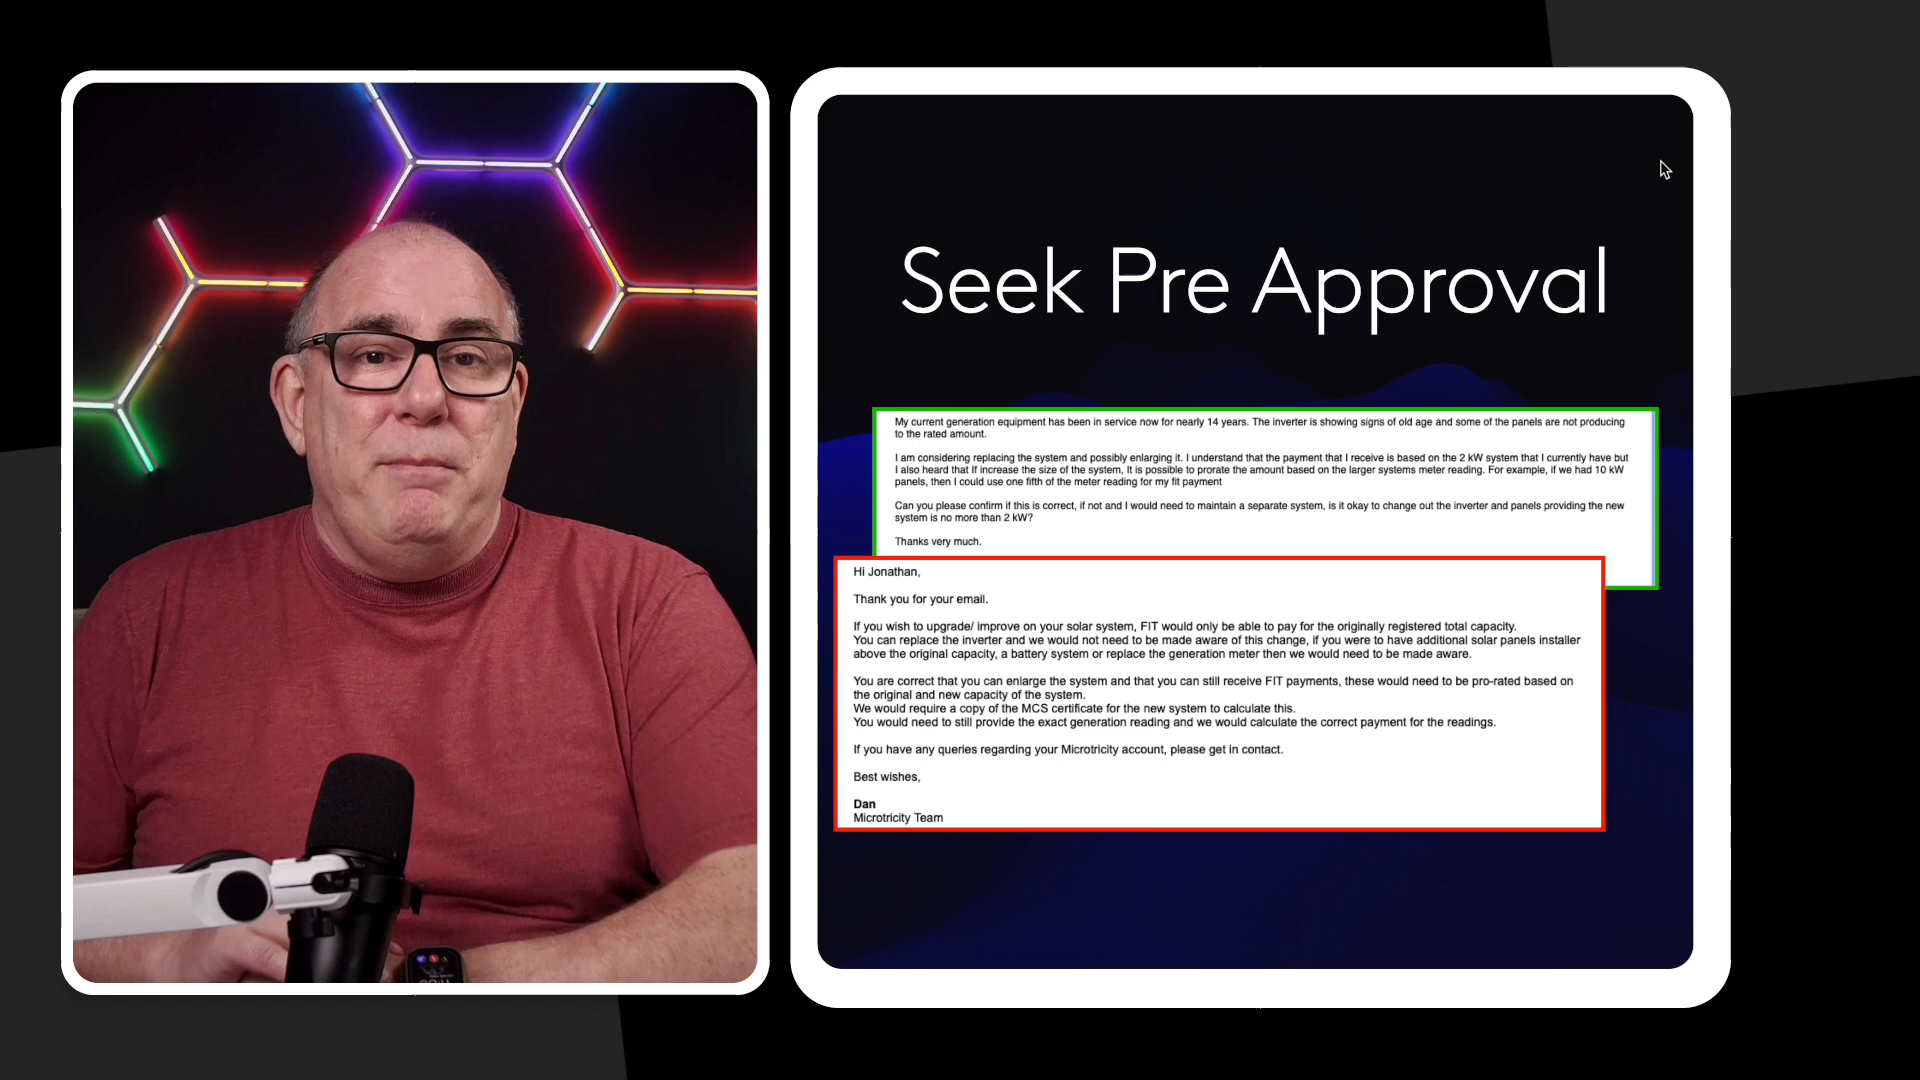 Seek Pre Approval
My current generation equipment has been in service now for nearly 14 years. The inverter is showing signs of old age and some of the panels are not producing
to the rated amount.
I am considering replacing the system and possibly enlarging it. I understand that the payment that I receive is based on the 2 kW system that I currently have but
I also heard that If increase the size of the system, It is possible to prorate the amount based on the larger systems meter reading. For example, if we had 10 kW
panels, then I could use one fifth of the meter reading for my fit payment
Can you please confirm if this is correct, if not and I would need to maintain a separate system, is it okay to change out the inverter and panels providing the new
system is no more than 2 kW?
Thanks very much.
Hi Jonathan,
Thank you for your email.
If you wish to upgrade/ improve on your solar system, FIT would only be able to pay for the originally registered total capacity.
You can replace the inverter and we would not need to be made aware of this change, if you were to have additional solar panels installer
above the original capacity, a battery system or replace the generation meter then we would need to be made aware.
You are correct that you can enlarge the system and that you can still receive FIT payments, these would need to be pro-rated based on
the original and new capacity of the system.
We would require a copy of the MCS certificate for the new system to calculate this.
You would need to still provide the exact generation reading and we would calculate the correct payment for the readings.
If you have any queries regarding your Microtricity account, please get in contact.
Best wishes,
Dan
Microtricity Team